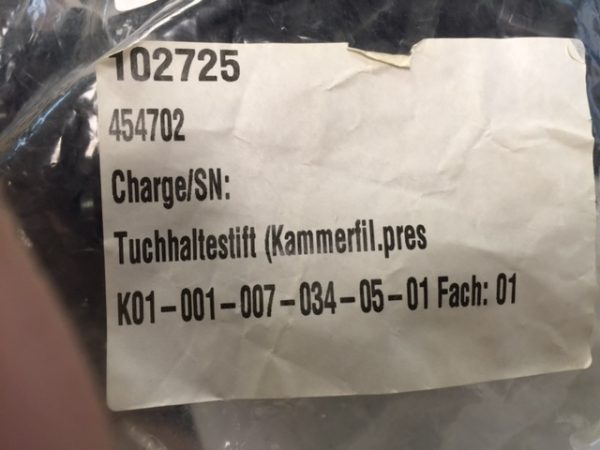 102725
454702
Charge/SN:
Tuchhaltestift (Kammerfil.pres
K01-001-007-034-05-01 Fach: 01